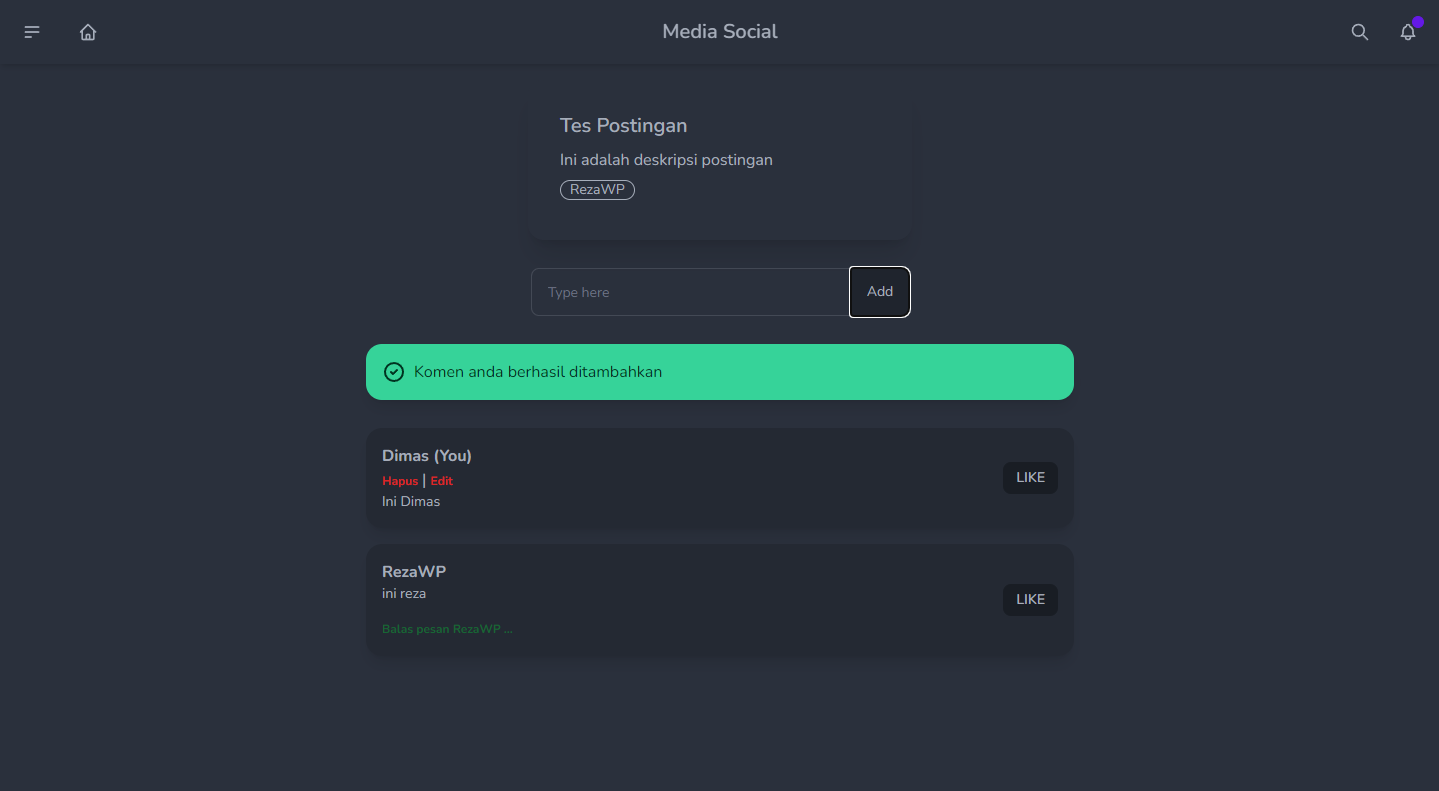 Media Social
Tes Postingan
Ini adalah deskripsi postingan
RezaWP
Type here
Add
Komen anda berhasil ditambahkan
Dimas (You)
Hapus | Edit
Ini Dimas
LIKE
RezaWP
ini reza
LIKE
Balas pesan RezaWP ...